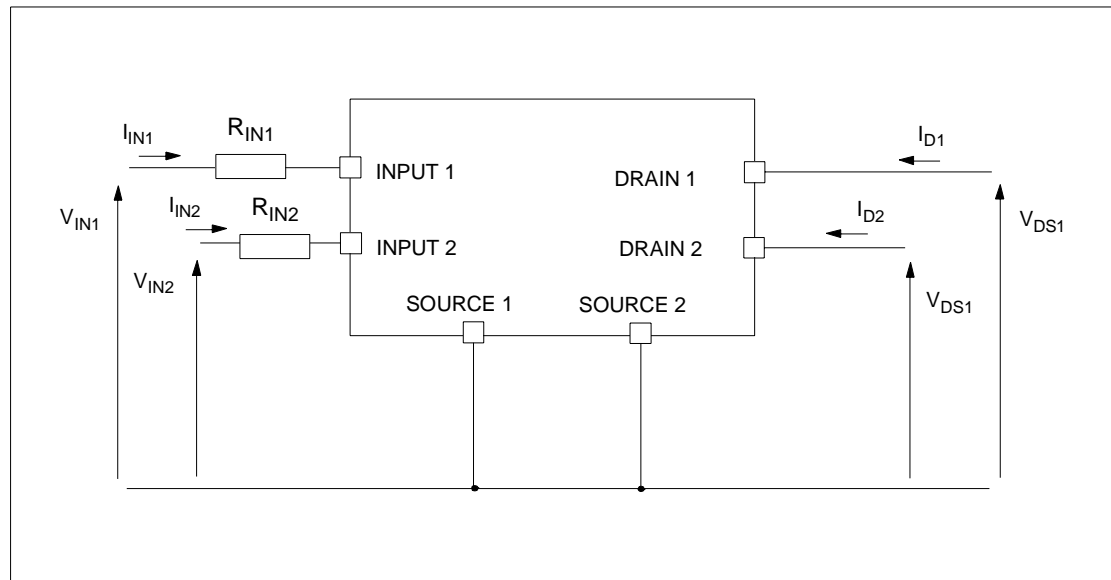 I_IN1
R_IN1
I_D1
INPUT 1
DRAIN 1
I_IN2
R_IN2
I_D2
V_IN1
V_DS1
INPUT 2
DRAIN 2
V_IN2
V_DS1
SOURCE 1
SOURCE 2